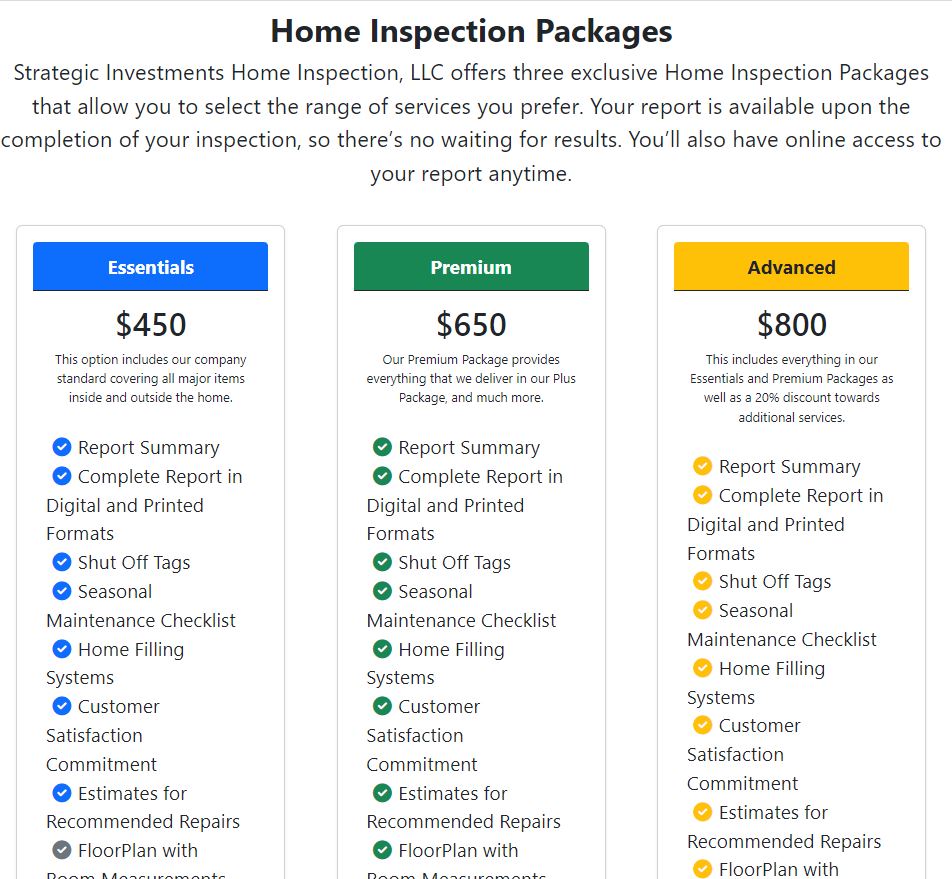 Home Inspection Packages
Strategic Investments Home Inspection, LLC offers three exclusive Home Inspection Packages
that allow you to select the range of services you prefer. Your report is available upon the
completion of your inspection, so there’s no waiting for results. You’ll also have online access to
your report anytime.
Essentials
$450
This option includes our company
standard covering all major items
inside and outside the home.
Report Summary
Complete Report in
Digital and Printed
Formats
Shut Off Tags
Seasonal
Maintenance Checklist
Home Filling
Systems
Customer
Satisfaction
Commitment
Estimates for
Recommended Repairs
FloorPlan with
Room Measurements
Premium
$650
Our Premium Package provides
everything that we deliver in our Plus
Package, and much more.
Report Summary
Complete Report in
Digital and Printed
Formats
Shut Off Tags
Seasonal
Maintenance Checklist
Home Filling
Systems
Customer
Satisfaction
Commitment
Estimates for
Recommended Repairs
FloorPlan with
Room Measurements
Advanced
$800
This includes everything in our
Essentials and Premium Packages as
well as a 20% discount towards
additional services.
Report Summary
Complete Report in
Digital and Printed
Formats
Shut Off Tags
Seasonal
Maintenance Checklist
Home Filling
Systems
Customer
Satisfaction
Commitment
Estimates for
Recommended Repairs
FloorPlan with